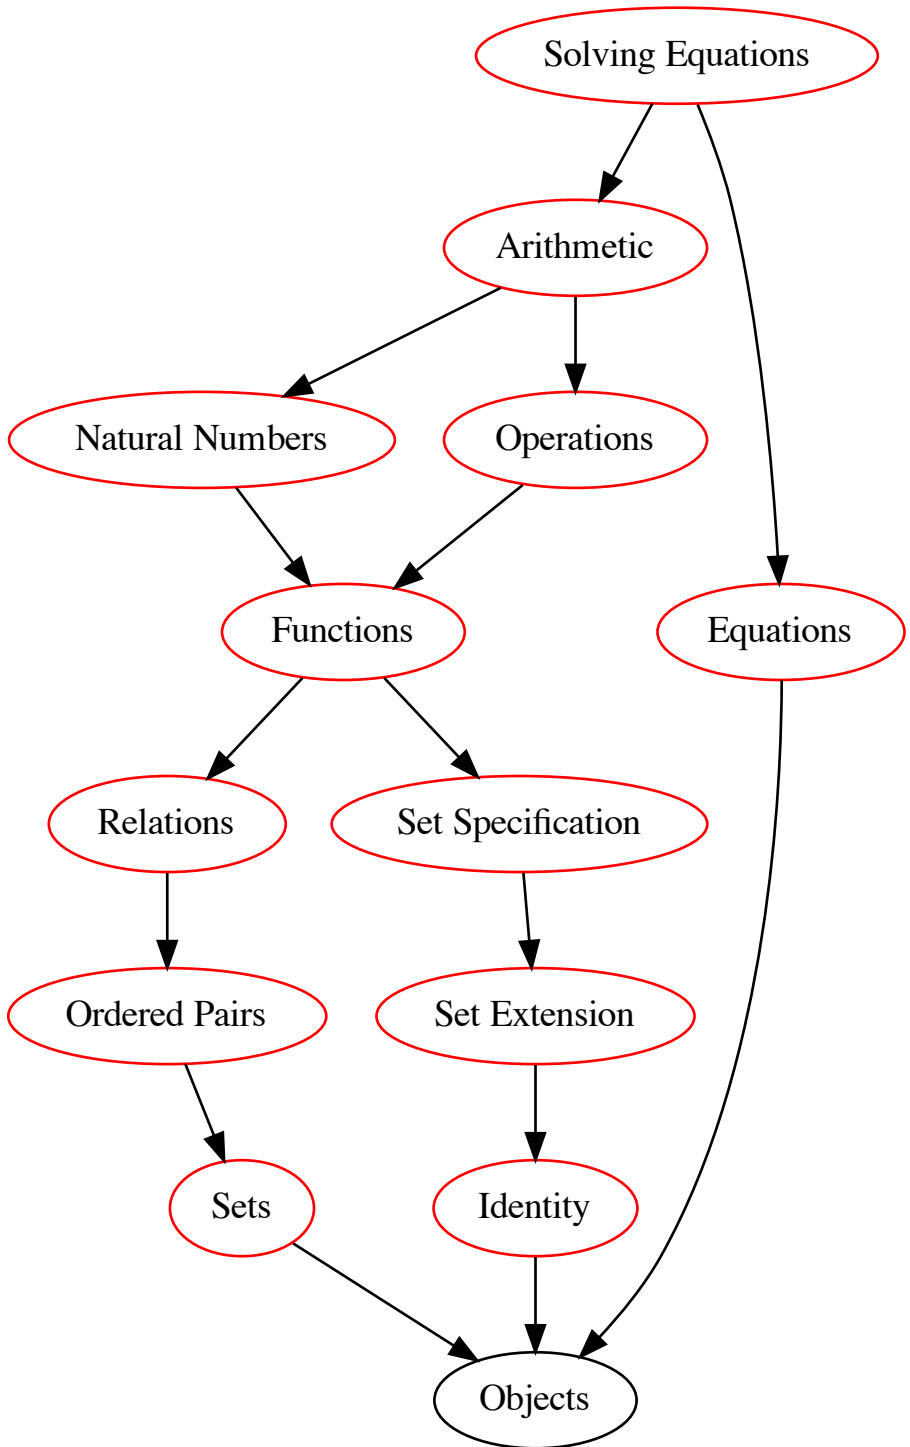 Solving Equations
Arithmetic
Natural Numbers
Operations
Functions
Equations
Relations
Set Specification
Ordered Pairs
Set Extension
Sets
Identity
Objects